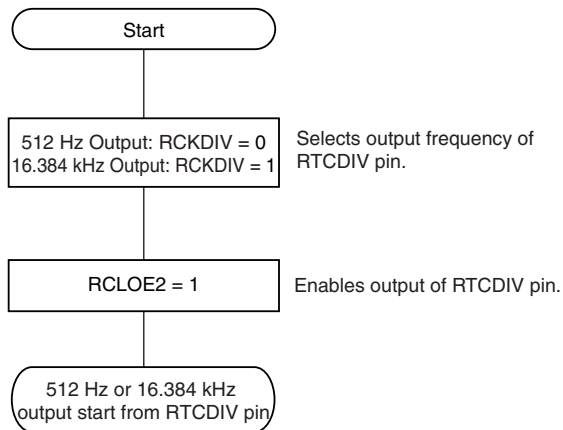 Start
512 Hz Output: RCKDIV = 0
16.384 kHz Output: RCKDIV = 1
Selects output frequency of
RTCDIV pin.
RCLOE2 = 1
Enables output of RTCDIV pin.
512 Hz or 16.384 kHz
output start from RTCDIV pin